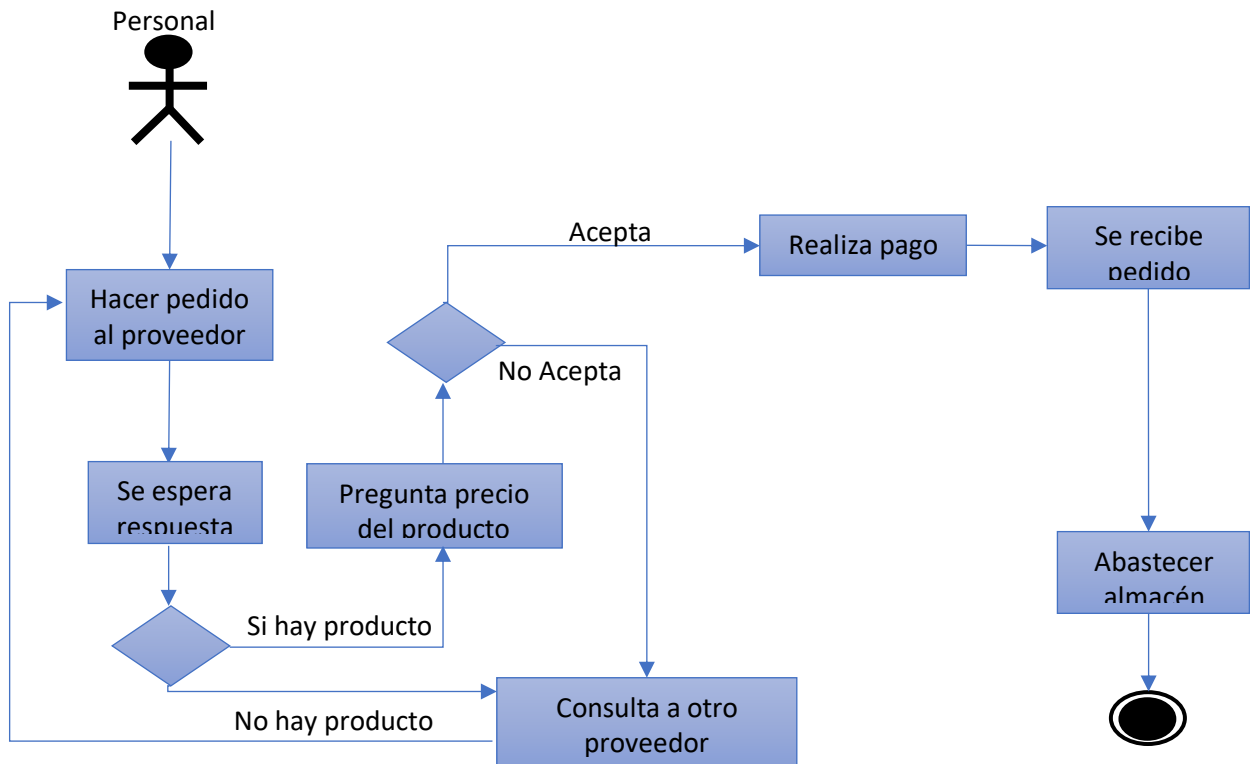 Personal
Hacer pedido
al proveedor
Se espera
respuesta
Si hay producto
No hay producto
Pregunta precio
del producto
Acepta
No Acepta
Consulta a otro
proveedor
Realiza pago
Se recibe
pedido
Abastecer
almacén